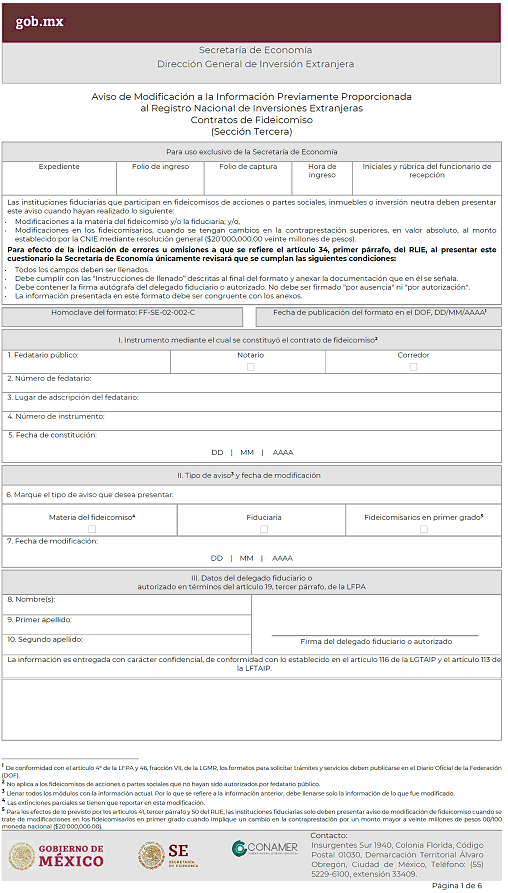 gob.mx
Secretaría de Economía
Dirección General de Inversión Extranjera
Aviso de Modificación a la Información Previamente Proporcionada
al Registro Nacional de Inversiones Extranjeras
Contratos de Fideicomiso
(Sección Tercera)
Para uso exclusivo de la Secretaría de Economía
Expediente
Folio de ingreso
Folio de captura
Hora de
ingreso
Iniciales y rúbrica del funcionario de
recepción
Las instituciones fiduciarias que participan en fideicomisos de acciones o partes sociales, inmuebles o inversión neutra deben presentar
este aviso cuando hayan realizado lo siguiente:
• Modificaciones a la materia del fideicomiso y/o la fiduciaria; y/o,
• Modificaciones en los fideicomisarios, cuando se tengan cambios en la contraprestación superiores, en valor absoluto, al monto
establecido por la CNIE mediante resolución general ($20'000,000.00 veinte millones de pesos).
Para efecto de la indicación de errores u omisiones a que se refiere el artículo 34, primer párrafo, del RLIE, al presentar este
cuestionario la Secretaría de Economía únicamente revisará que se cumplan las siguientes condiciones:
• Todos los campos deben ser llenados.
• Debe cumplir con las "Instrucciones de llenado" descritas al final del formato y anexar la documentación que en él se señala.
• Debe contener la firma autógrafa del delegado fiduciario o autorizado. No debe ser firmado "por ausencia" ni "por autorización".
• La información presentada en este formato debe ser congruente con los anexos.
Homoclave del formato: FF-SE-02-002-C
Fecha de publicación del formato en el DOF, DD/MM/AAAA¹
I. Instrumento mediante el cual se constituyó el contrato de fideicomiso²
1. Fedatario público:
Notario
Corredor
2. Número de fedatario:
3. Lugar de adscripción del fedatario:
4. Número de instrumento:
5. Fecha de constitución:
DD | MM | AAAA
II. Tipo de aviso³ y fecha de modificación
6. Marque el tipo de aviso que desea presentar:
Materia del fideicomiso⁴
Fiduciaria
Fideicomisarios en primer grado⁵
7. Fecha de modificación:
DD | MM | AAAA
III. Datos del delegado fiduciario o
autorizado en términos del artículo 19, tercer párrafo, de la LFPA
8. Nombre(s):
9. Primer apellido:
10. Segundo apellido:
Firma del delegado fiduciario o autorizado
La información es entregada con carácter confidencial, de conformidad con lo establecido en el artículo 116 de la LGTAIP y el artículo 113 de
la LFTAIP.
¹ De conformidad con el artículo 4° de la LFPA y 46, fracción VII, de la LGMR, los formatos para solicitar trámites y servicios deben publicarse en el Diario Oficial de la Federación
(DOF).
² No aplica a los fideicomisos de acciones o partes sociales que no hayan sido autorizados por fedatario público.
³ Llenar todos los módulos con la información actual. Por lo que se refiere a la información anterior, debe llenarse solo la información de lo que fue modificado.
⁴ Las extinciones parciales se tienen que reportar en esta modificación.
⁵ Para los efectos de lo previsto por los artículos 41, tercer párrafo y 50 del RLIE, las instituciones fiduciarias solo deben presentar aviso de modificación de fideicomiso cuando se
trate de modificaciones en los fideicomisarios en primer grado cuando implique un cambio en la contraprestación por un monto mayor a veinte millones de pesos 00/100
moneda nacional ($20'000,000.00).
GOBIERNO DE
MÉXICO
SE
SECRETARÍA
DE ECONOMÍA
CONAMER
Contacto:
Insurgentes Sur 1940, Colonia Florida, Código
Postal 01030, Demarcación Territorial Álvaro
Obregón, Ciudad de México, Teléfono: (55)
5229-6100, extensión 33409.
Página 1 de 6